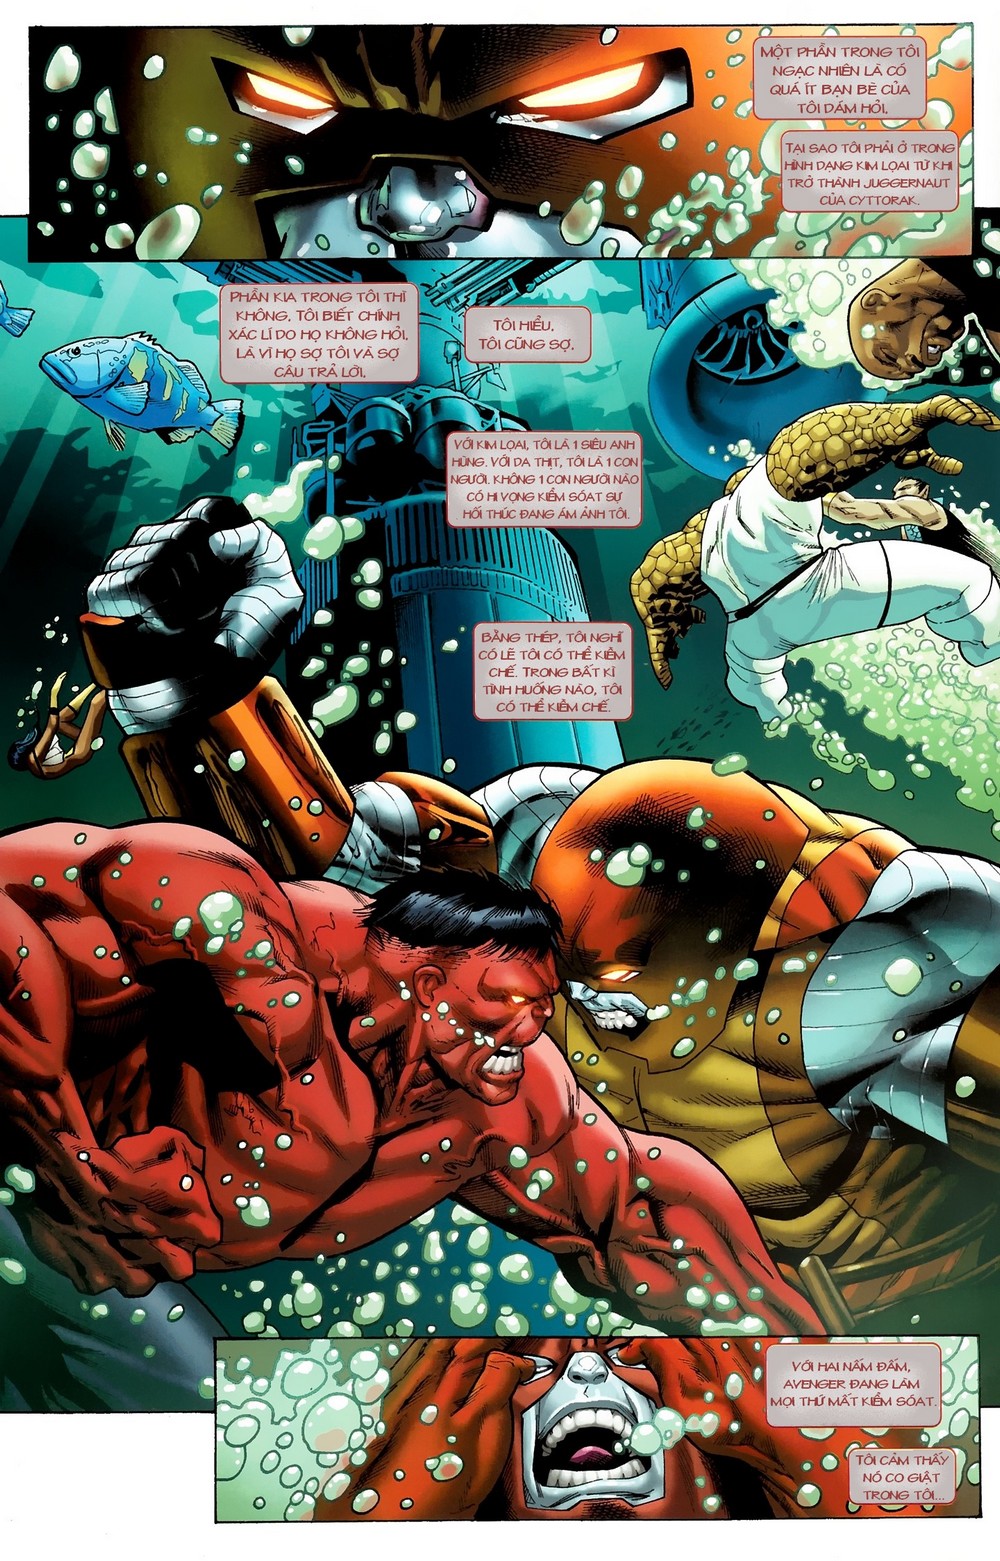 MỘT PHẦN TRONG TÔI
NGẠC NHIÊN LÀ CÓ
QUÁ ÍT BẠN BÈ CỦA
TÔI DÁM HỎI,
TẠI SAO TÔI PHẢI Ở TRONG
HÌNH DẠNG KIM LOẠI TỪ KHI
TRỞ THÀNH JUGGERNAUT
CỦA CYTTORAK.
PHẦN KIA TRONG TÔI THÌ
KHÔNG, TÔI BIẾT CHÍNH
XÁC LÍ DO HỌ KHÔNG HỎI.
LÀ VÌ HỌ SỢ TÔI VÀ SỢ
CÂU TRẢ LỜI.
TÔI HIỂU,
TÔI CŨNG SỢ.
VỚI KIM LOẠI, TÔI LÀ 1 SIÊU ANH
HÙNG. VỚI DA THỊT, TÔI LÀ 1 CON
NGƯỜI. KHÔNG 1 CON NGƯỜI NÀO
CÓ HI VỌNG KIỂM SÓAT SỰ
HỐI THÚC ĐANG ÁM ẢNH TÔI.
BẰNG THÉP, TÔI NGHĨ
CÓ LẼ TÔI CÓ THỂ KIỀM
CHẾ. TRONG BẤT KÌ
TÌNH HUỐNG NÀO, TÔI
CÓ THỂ KIỀM CHẾ.
VỚI HAI NẮM ĐẤM,
AVENGER ĐANG LÀM
MỌI THỨ MẤT KIỂM SÓAT.
TÔI CẢM THẤY
NÓ CO GIẬT
TRONG TÔI...